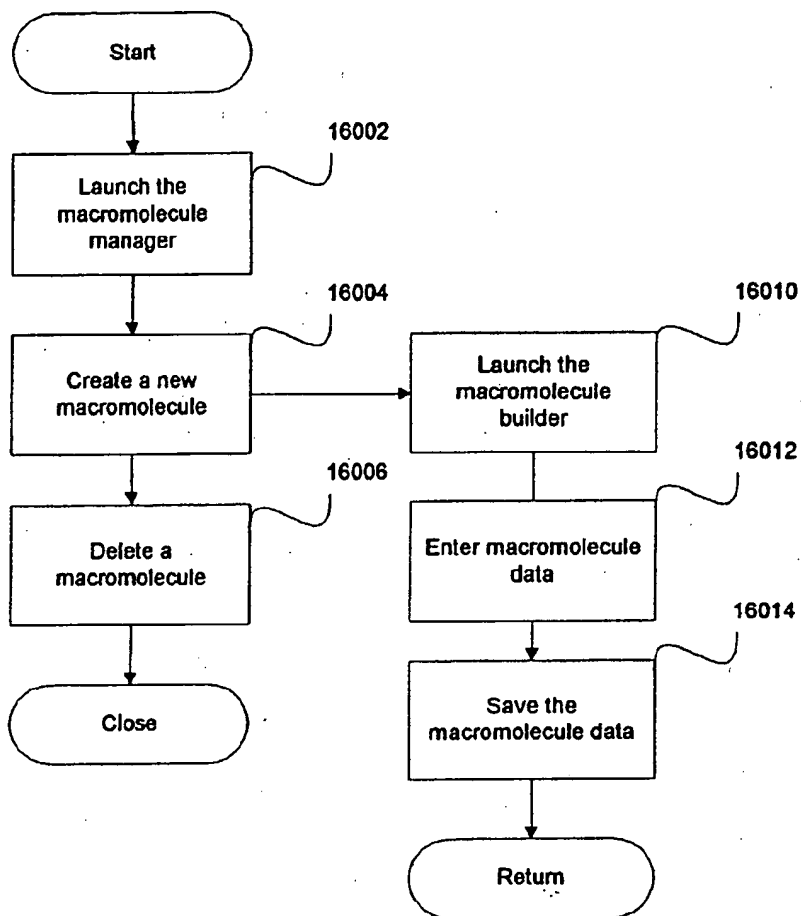 Start
16002
Launch the
macromolecule
manager
16004
Create a new
macromolecule
16006
Delete a
macromolecule
Close
16010
Launch the
macromolecule
builder
16012
Enter macromolecule
data
16014
Save the
macromolecule data
Return